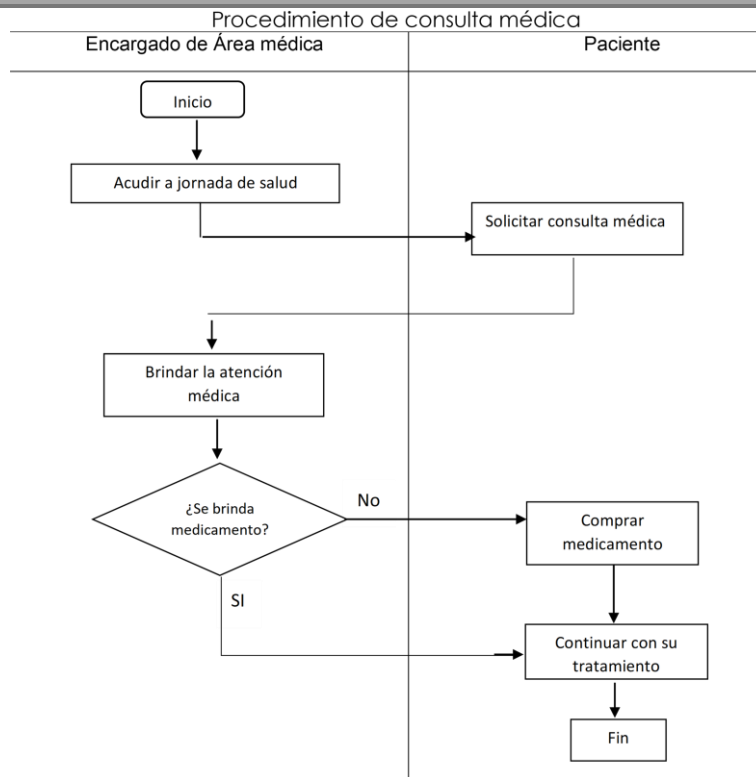 Procedimiento de consulta médica
Encargado de Área médica
Paciente
Inicio
Acudir a jornada de salud
Solicitar consulta médica
Brindar la atención
médica
¿Se brinda
medicamento?
No
Comprar
medicamento
SI
Continuar con su
tratamiento
Fin